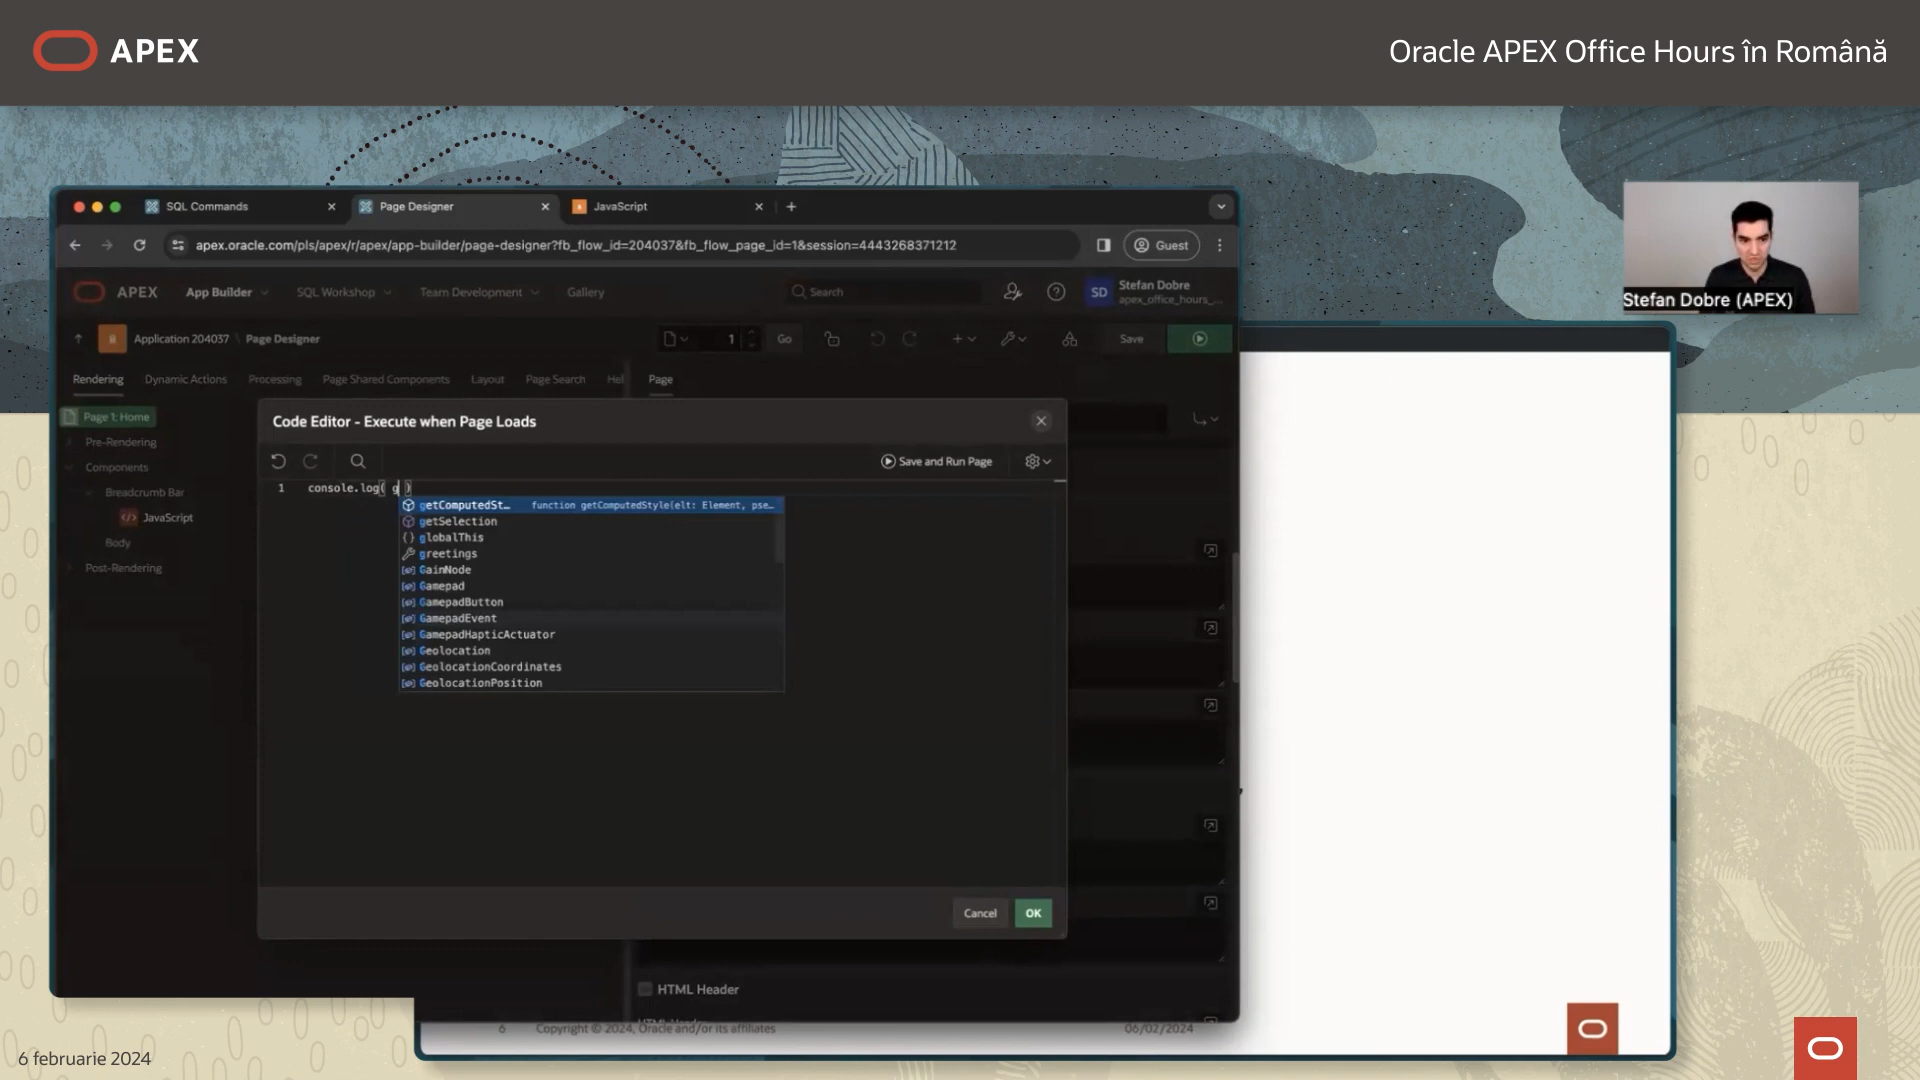 APEX
Oracle APEX Office Hours în Română
SQL Commands
Page Designer
JavaScript
apex.oracle.com/pls/apex/r/apex/app-builder/page-designer?fb_flow_id=204037&fb_flow_page_id=1&session=4443268371212
Guest
APEX
App Builder
SQL Workshop
Team Development
Gallery
Search
SD
Stefan Dobre
apex_office_hours_...
Stefan Dobre (APEX)
Application 204037 \ Page Designer
1
Go
Save
Rendering
Dynamic Actions
Processing
Page Shared Components
Layout
Page Search
Hel
Page
Page 1: Home
Pre-Rendering
Components
Breadcrumb Bar
JavaScript
Body
Post-Rendering
Code Editor - Execute when Page Loads
Save and Run Page
1 console.log( g )
getComputedSt… function getComputedStyle(elt: Element, pse…
getSelection
globalThis
greetings
GainNode
Gamepad
GamepadButton
GamepadEvent
GamepadHapticActuator
Geolocation
GeolocationCoordinates
GeolocationPosition
Cancel
OK
HTML Header
6 Copyright © 2024, Oracle and/or its affiliates 06/02/2024
6 februarie 2024